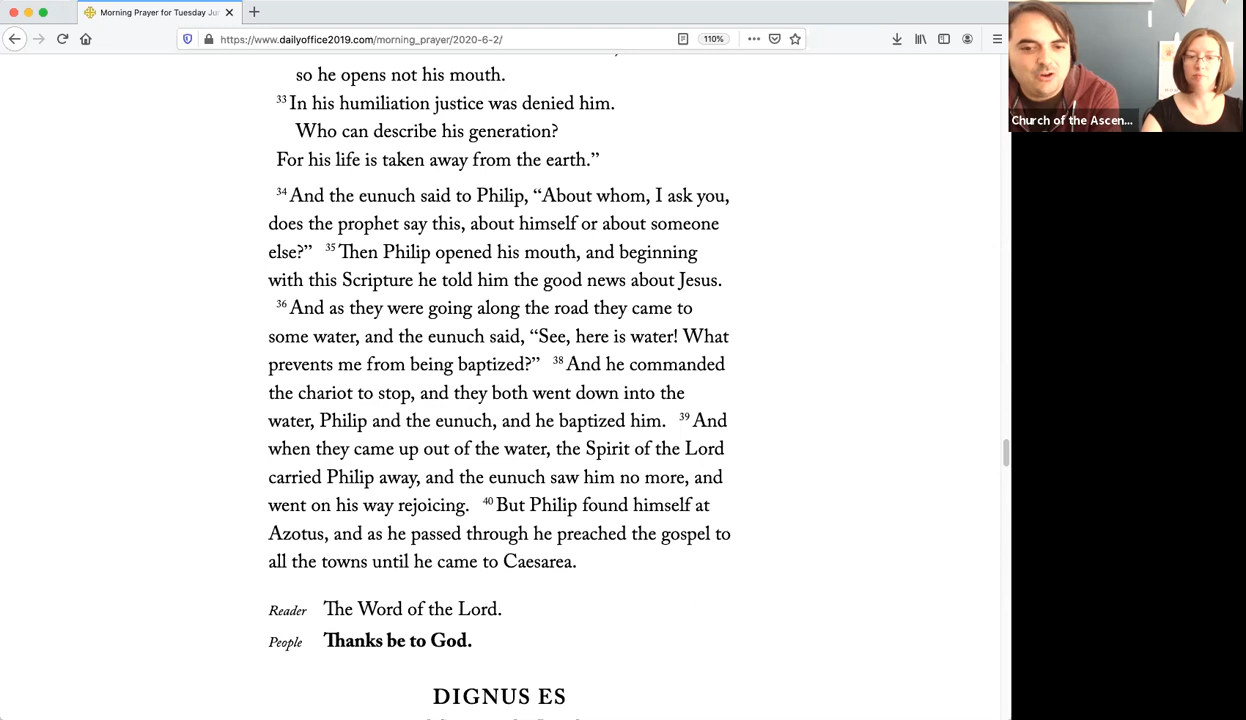 Morning Prayer for Tuesday Ju
https://www.dailyoffice2019.com/morning_prayer/2020-6-2/
110%
Church of the Ascen...
so he opens not his mouth.
33 In his humiliation justice was denied him.
Who can describe his generation?
For his life is taken away from the earth.”
34 And the eunuch said to Philip, “About whom, I ask you,
does the prophet say this, about himself or about someone
else?” 35 Then Philip opened his mouth, and beginning
with this Scripture he told him the good news about Jesus.
36 And as they were going along the road they came to
some water, and the eunuch said, “See, here is water! What
prevents me from being baptized?” 38 And he commanded
the chariot to stop, and they both went down into the
water, Philip and the eunuch, and he baptized him. 39 And
when they came up out of the water, the Spirit of the Lord
carried Philip away, and the eunuch saw him no more, and
went on his way rejoicing. 40 But Philip found himself at
Azotus, and as he passed through he preached the gospel to
all the towns until he came to Caesarea.
Reader The Word of the Lord.
People Thanks be to God.
DIGNUS ES